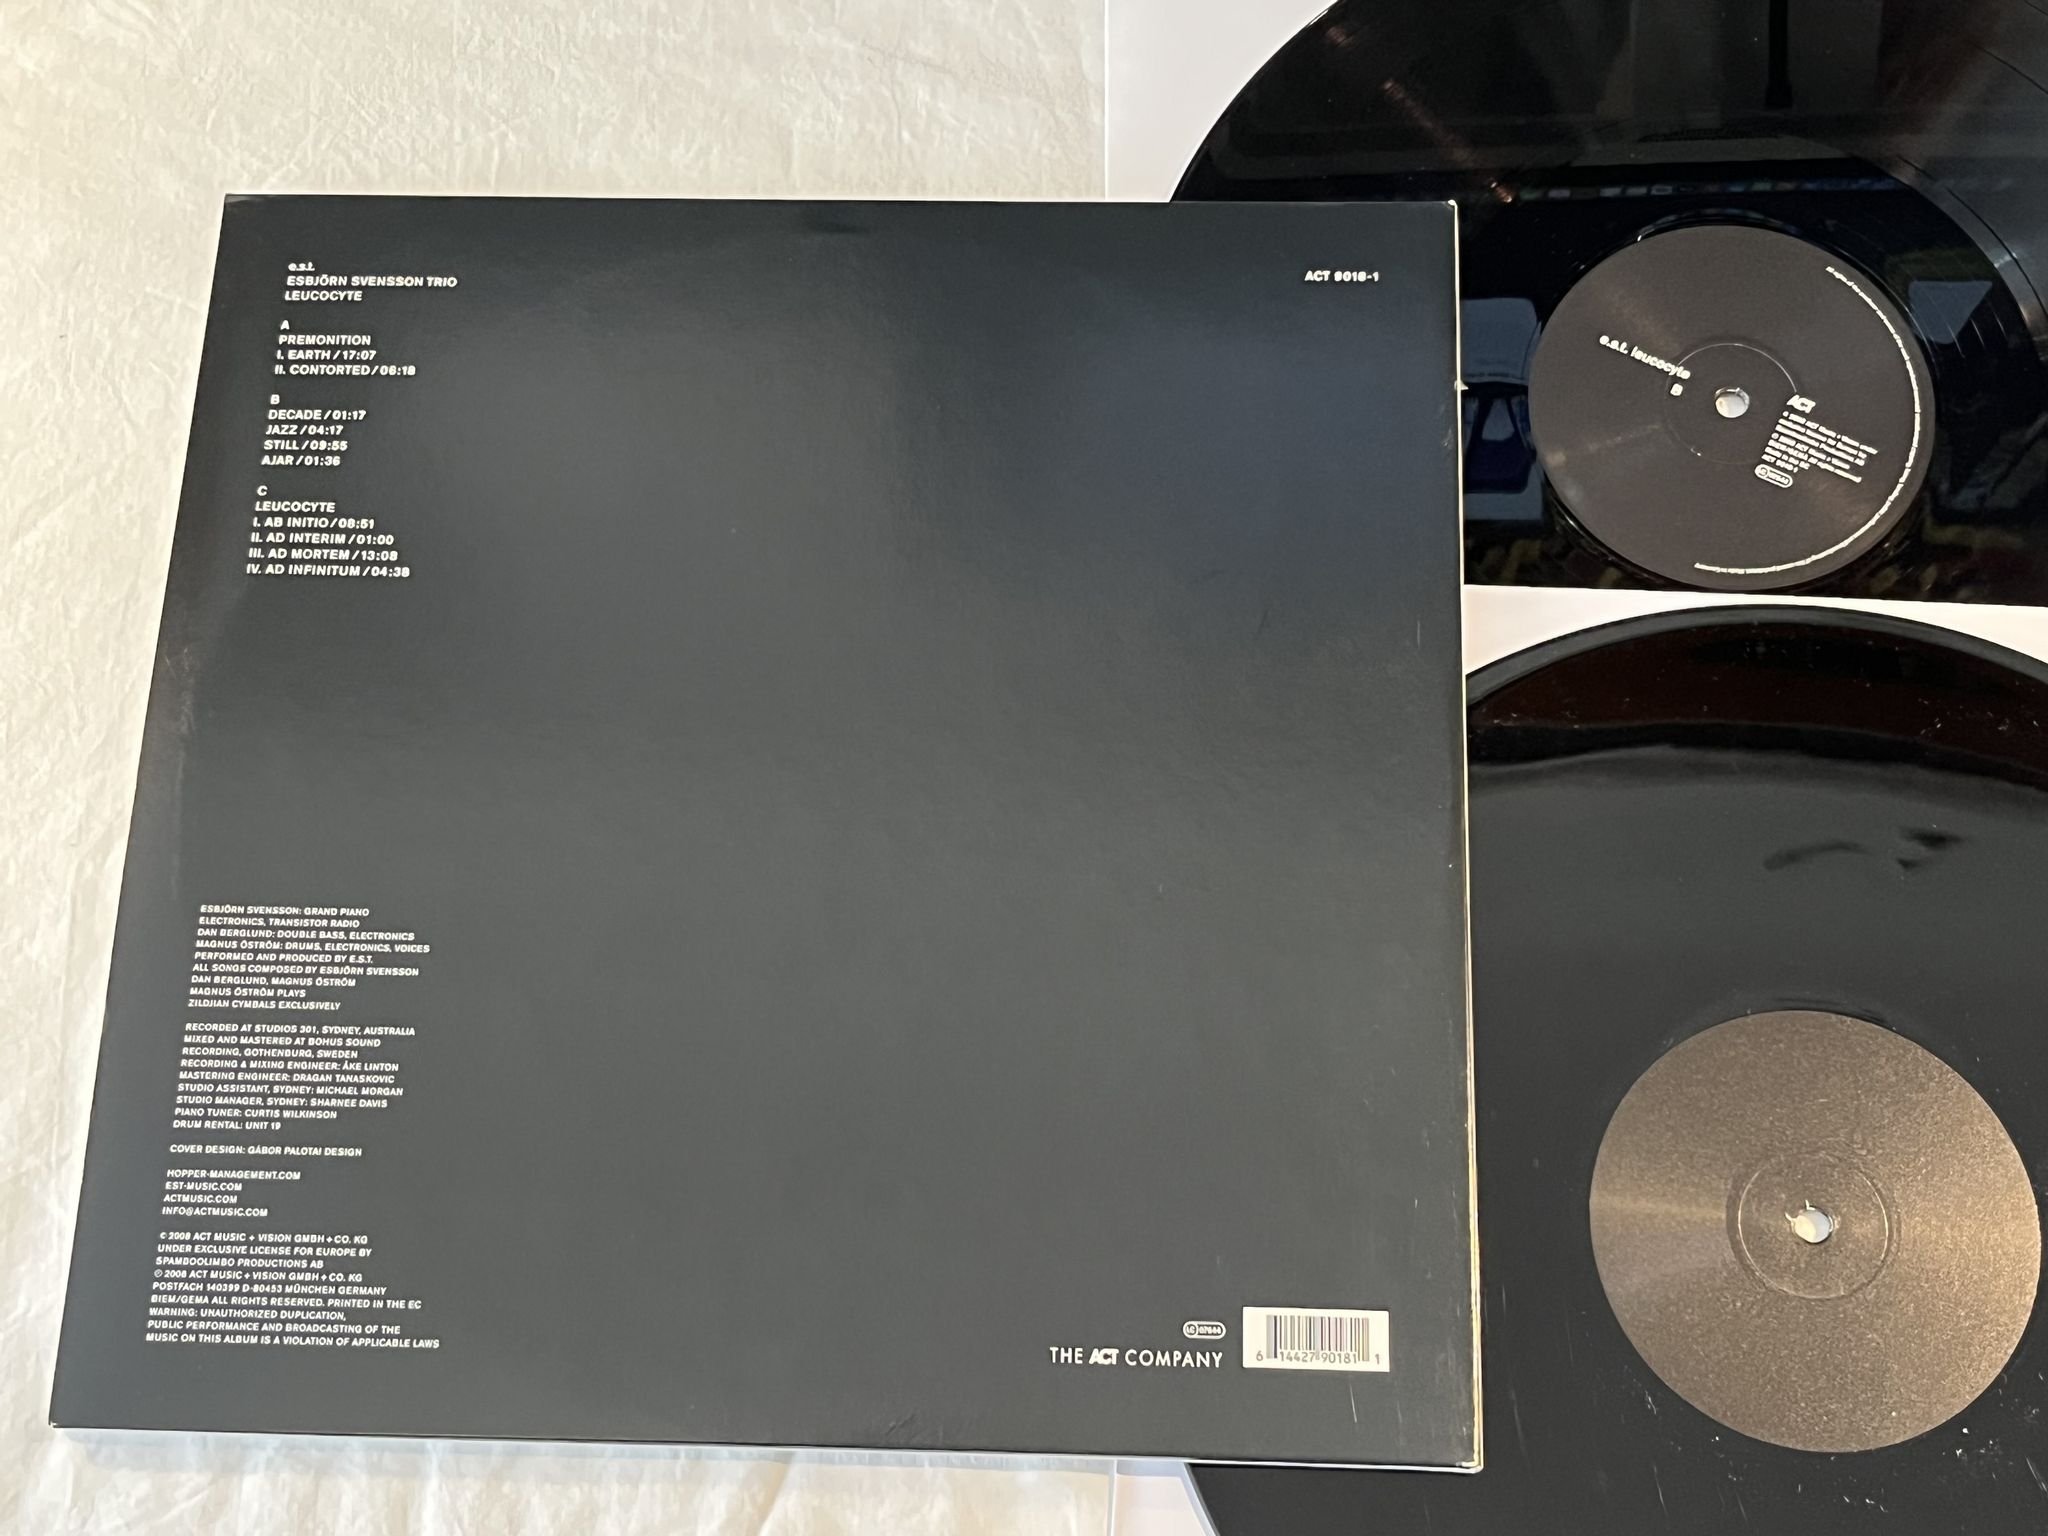 e.s.t.
ESBJÖRN SVENSSON TRIO
LEUCOCYTE
A
PREMONITION
I. EARTH / 17:07
II. CONTORTED / 06:18
B
DECADE / 01:17
JAZZ / 04:17
STILL / 09:55
AJAR / 01:36
C
LEUCOCYTE
I. AB INITIO / 08:51
II. AD INTERIM / 01:00
III. AD MORTEM / 13:08
IV. AD INFINITUM / 04:38
ACT 9018-1
ESBJÖRN SVENSSON: GRAND PIANO
ELECTRONICS, TRANSISTOR RADIO
DAN BERGLUND: DOUBLE BASS, ELECTRONICS
MAGNUS ÖSTRÖM: DRUMS, ELECTRONICS, VOICES
PERFORMED AND PRODUCED BY E.S.T.
ALL SONGS COMPOSED BY ESBJÖRN SVENSSON
DAN BERGLUND, MAGNUS ÖSTRÖM
MAGNUS ÖSTRÖM PLAYS
ZILDJIAN CYMBALS EXCLUSIVELY
RECORDED AT STUDIOS 301, SYDNEY, AUSTRALIA
MIXED AND MASTERED AT BOHUS SOUND
RECORDING, GOTHENBURG, SWEDEN
RECORDING & MIXING ENGINEER: ÅKE LINTON
MASTERING ENGINEER: DRAGAN TANASKOVIC
STUDIO ASSISTANT, SYDNEY: MICHAEL MORGAN
STUDIO MANAGER, SYDNEY: SHARNEE DAVIS
PIANO TUNER: CURTIS WILKINSON
DRUM RENTAL: UNIT 19
COVER DESIGN: GÁBOR PALOTAI DESIGN
HOPPER-MANAGEMENT.COM
EST-MUSIC.COM
ACTMUSIC.COM
INFO@ACTMUSIC.COM
© 2008 ACT MUSIC + VISION GMBH + CO. KG
UNDER EXCLUSIVE LICENSE FOR EUROPE BY
SPAMBOOLIMBO PRODUCTIONS AB
℗ 2008 ACT MUSIC + VISION GMBH + CO. KG
POSTFACH 140399 D-80453 MÜNCHEN GERMANY
BIEM/GEMA ALL RIGHTS RESERVED. PRINTED IN THE EC
WARNING: UNAUTHORIZED DUPLICATION,
PUBLIC PERFORMANCE AND BROADCASTING OF THE
MUSIC ON THIS ALBUM IS A VIOLATION OF APPLICABLE LAWS
LC 07644
THE ACT COMPANY
6 14427 90181 1
e.s.t. leucocyte
B
ACT